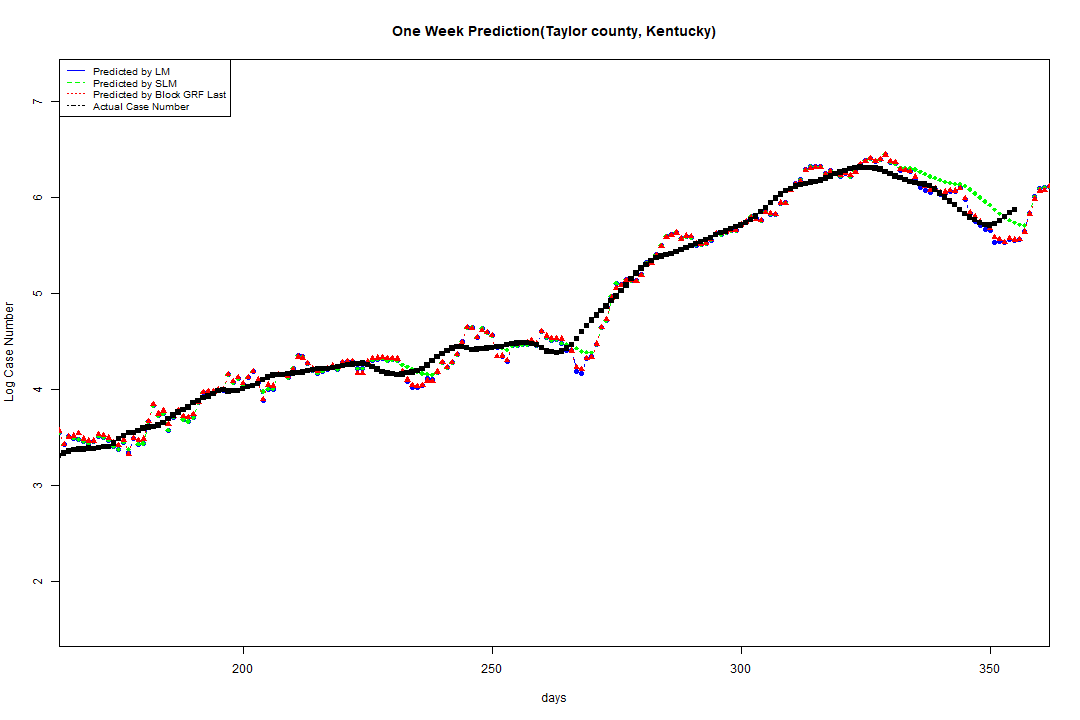 One Week Prediction(Taylor county, Kentucky)
Predicted by LM
Predicted by SLM
Predicted by Block GRF Last
Actual Case Number
7
6
5
4
3
2
Log Case Number
200 250 300 350
days